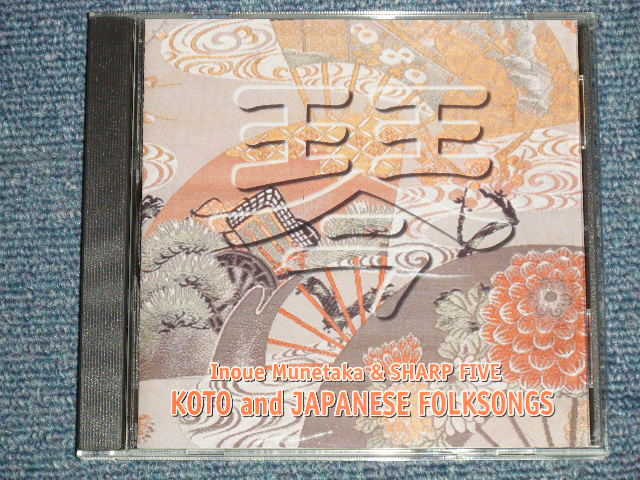 琴
Inoue Munetaka & SHARP FIVE
KOTO and JAPANESE FOLKSONGS